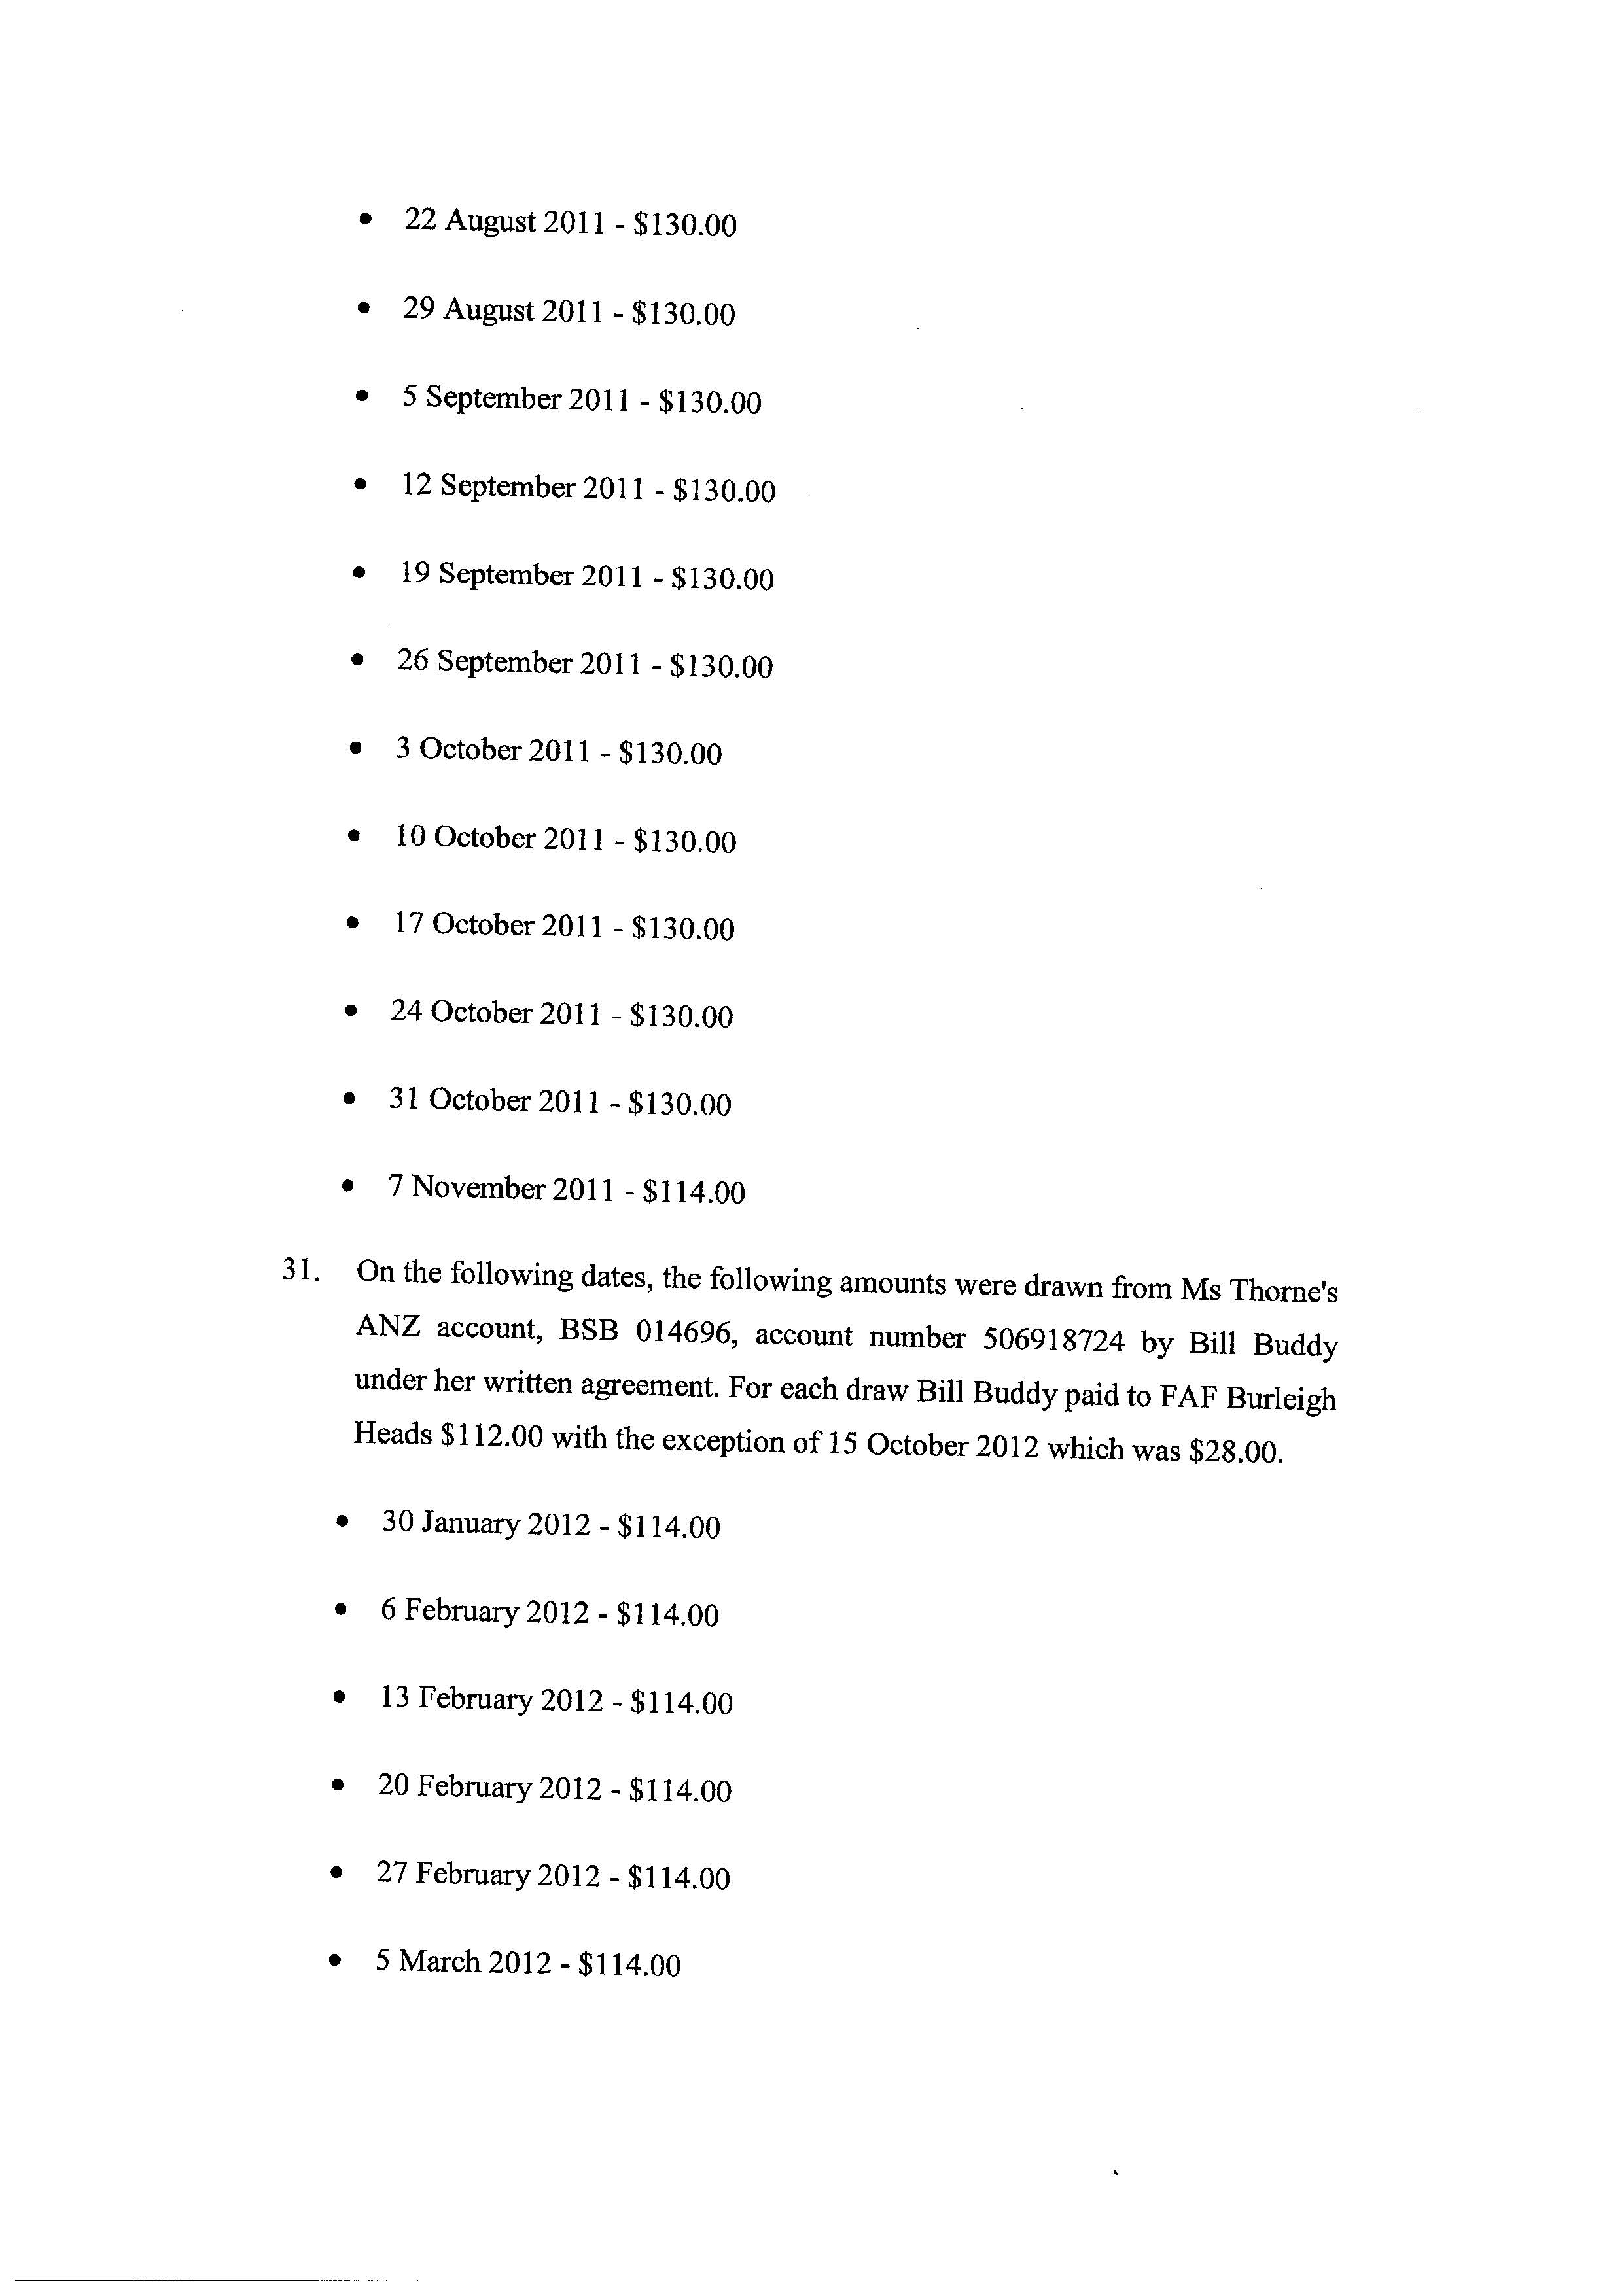 • 22 August 2011 - $130.00
• 29 August 2011 - $130.00
• 5 September 2011 - $130.00
• 12 September 2011 - $130.00
• 19 September 2011 - $130.00
• 26 September 2011 - $130.00
• 3 October 2011 - $130.00
• 10 October 2011 - $130.00
• 17 October 2011 - $130.00
• 24 October 2011 - $130.00
• 31 October 2011 - $130.00
• 7 November 2011 - $114.00
31. On the following dates, the following amounts were drawn from Ms Thorne's
ANZ account, BSB 014696, account number 506918724 by Bill Buddy
under her written agreement. For each draw Bill Buddy paid to FAF Burleigh
Heads $112.00 with the exception of 15 October 2012 which was $28.00.
• 30 January 2012 - $114.00
• 6 February 2012 - $114.00
• 13 February 2012 - $114.00
• 20 February 2012 - $114.00
• 27 February 2012 - $114.00
• 5 March 2012 - $114.00